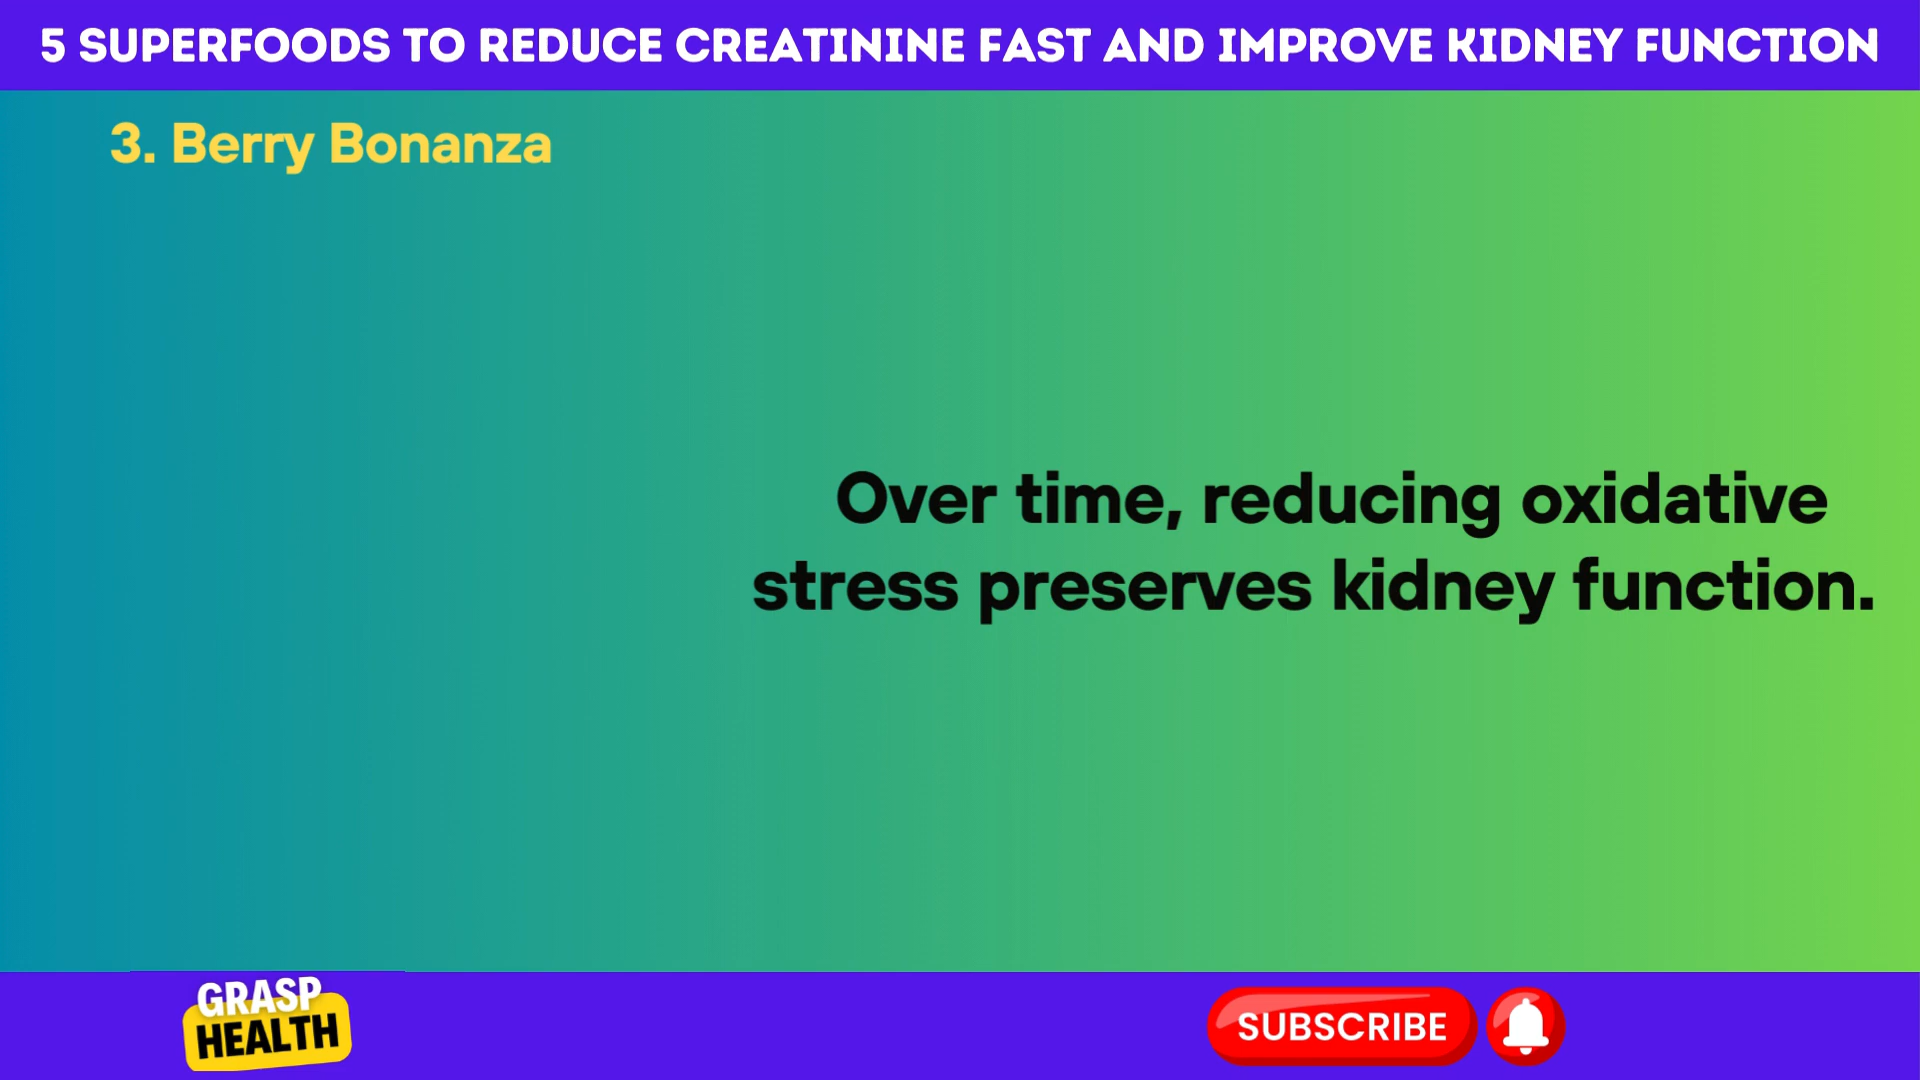 5 SUPERFOODS TO REDUCE CREATININE FAST AND IMPROVE KIDNEY FUNCTION
3. Berry Bonanza
Over time, reducing oxidative
stress preserves kidney function.
GRASP
HEALTH
SUBSCRIBE